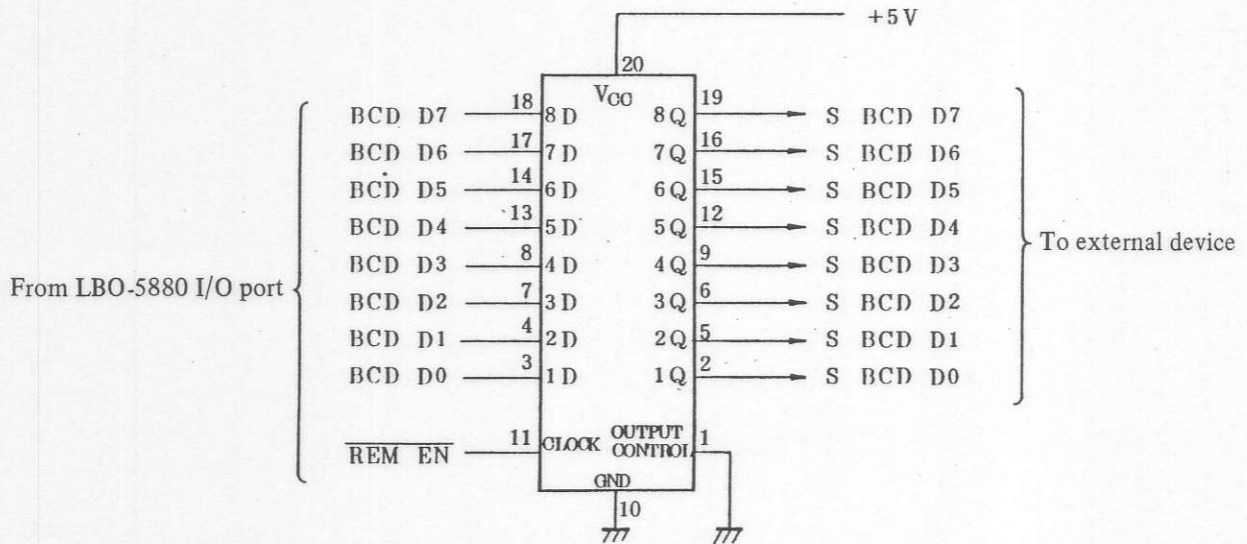 +5V
20
VCC
BCD D7 18 8D 8Q 19 S BCD D7
BCD D6 17 7D 7Q 16 S BCD D6
BCD D5 14 6D 6Q 15 S BCD D5
BCD D4 13 5D 5Q 12 S BCD D4
BCD D3 8 4D 4Q 9 S BCD D3
To external device
From LBO-5880 I/O port
BCD D2 7 3D 3Q 6 S BCD D2
BCD D1 4 2D 2Q 5 S BCD D1
BCD D0 3 1D 1Q 2 S BCD D0
REM EN 11 CLOCK OUTPUT
CONTROL 1
GND
10